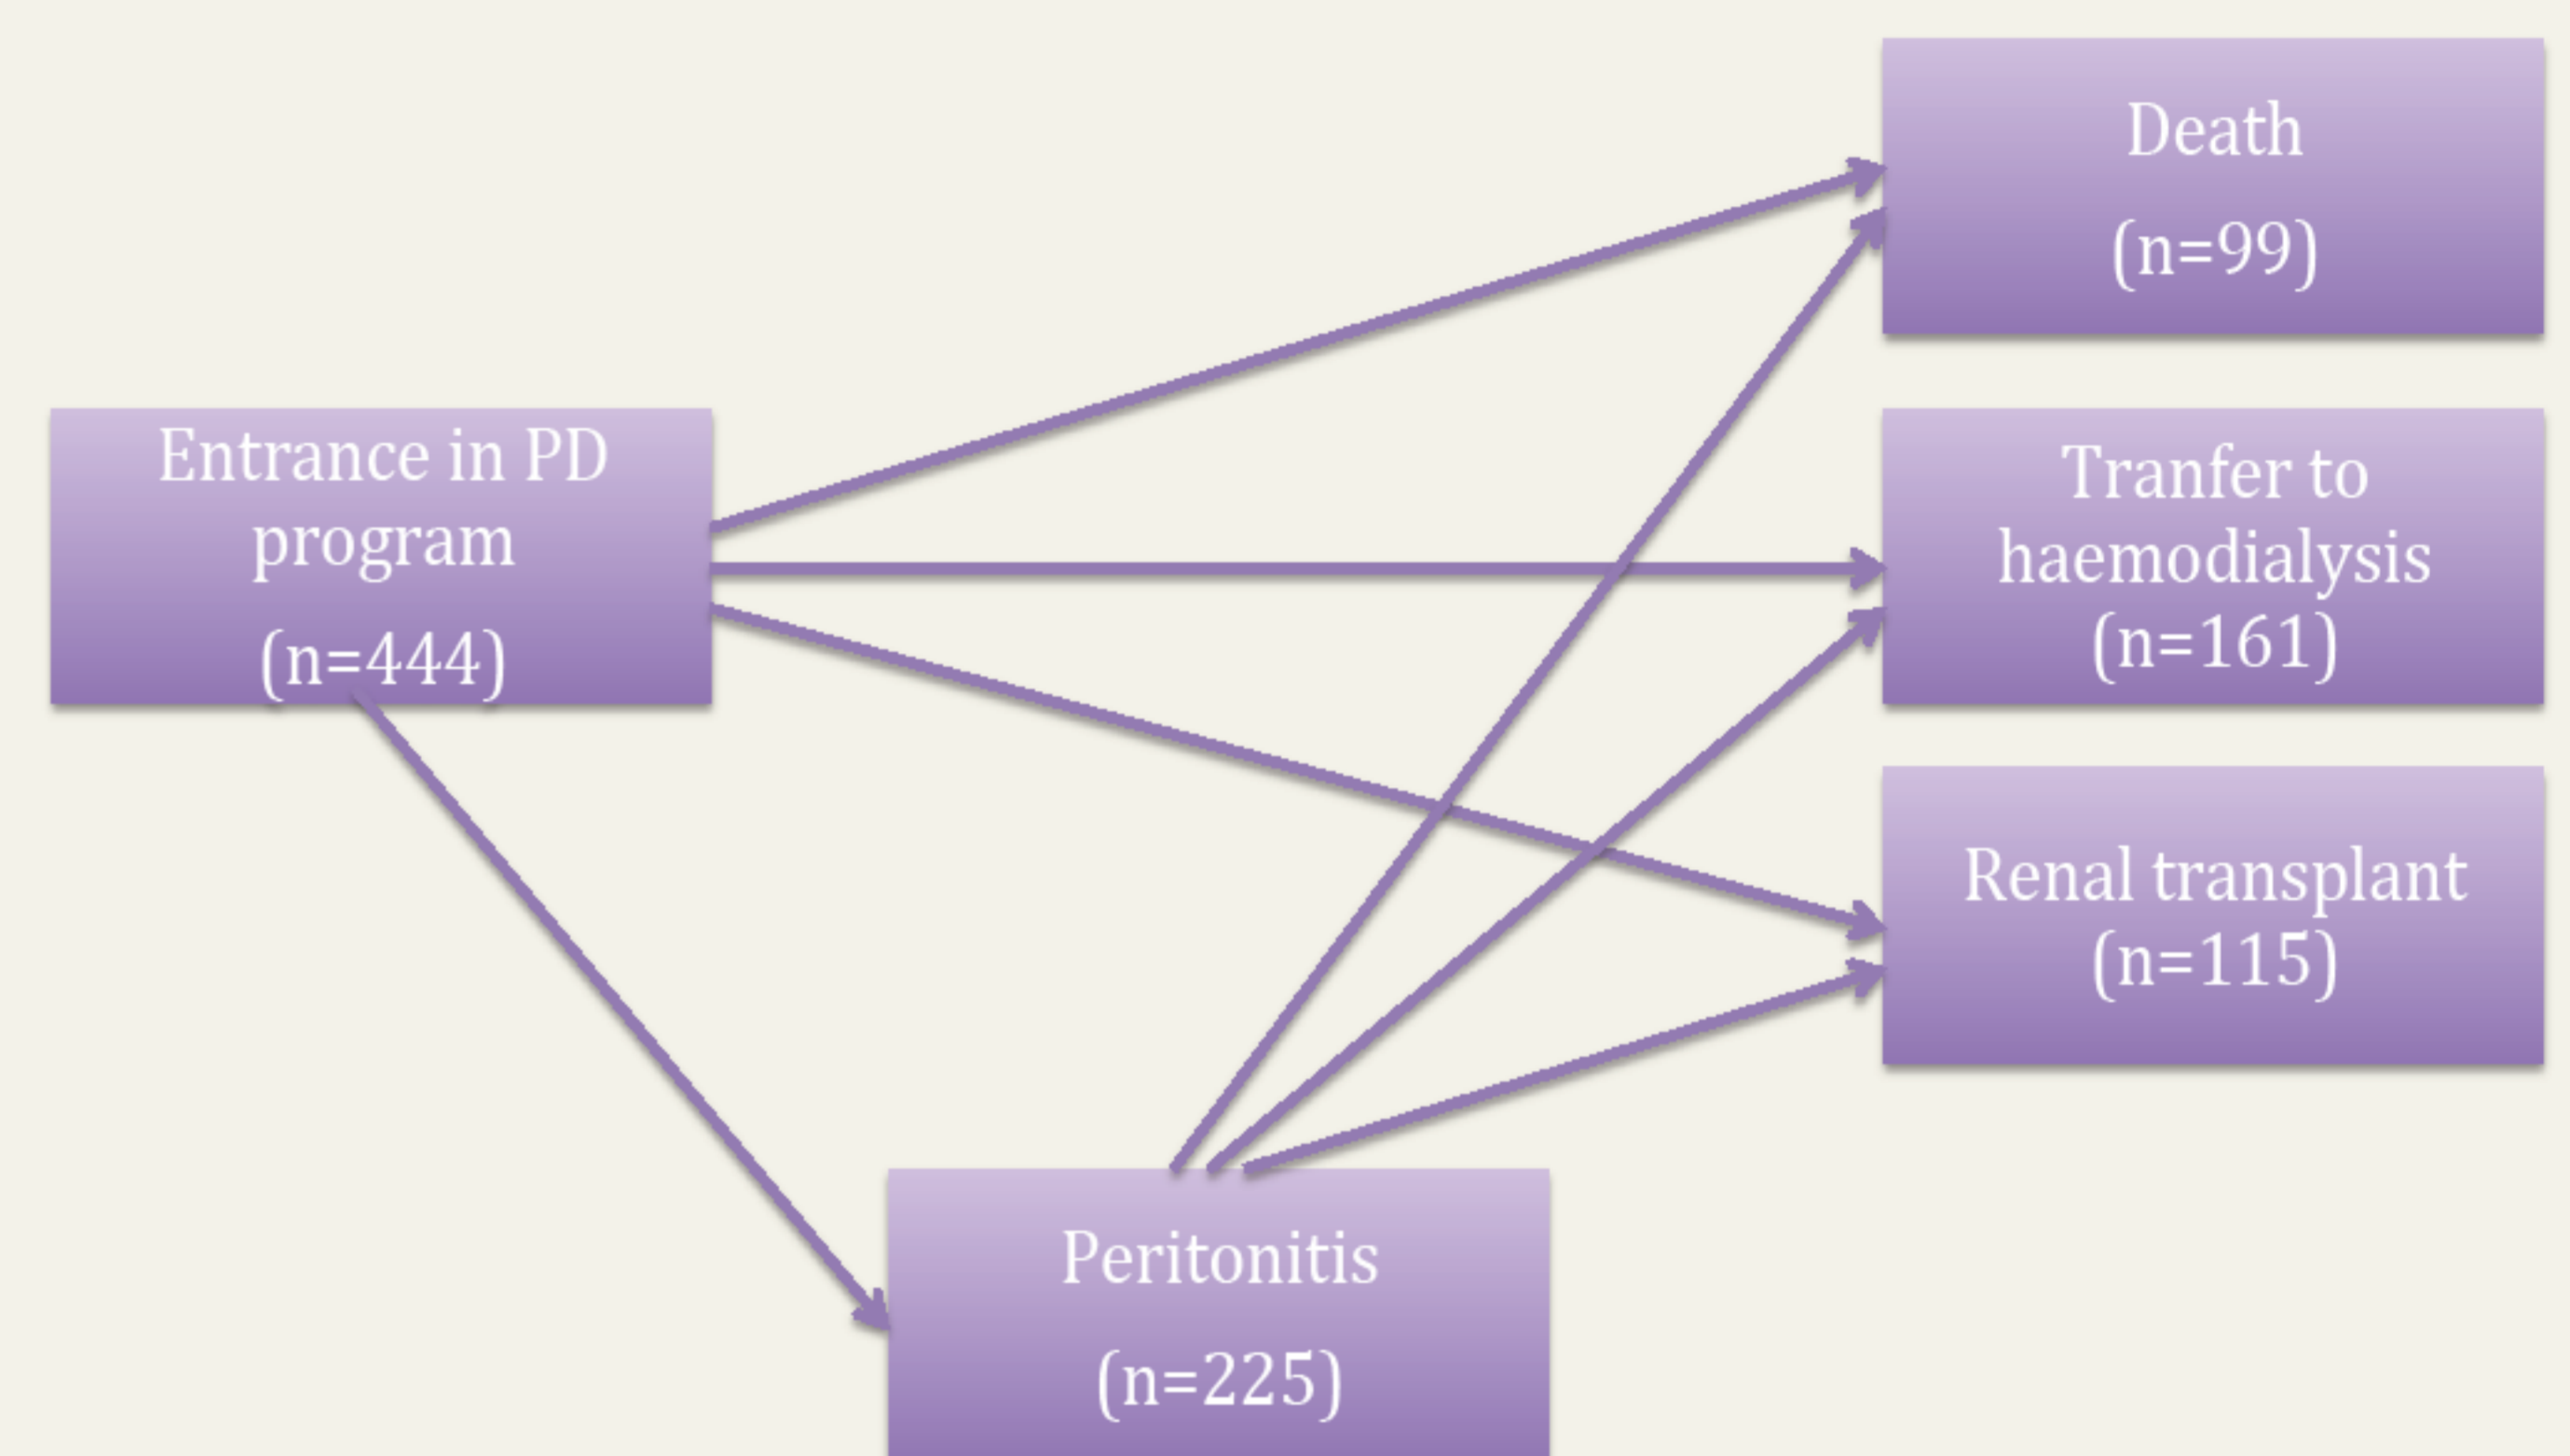 Death
(n=99)
Entrance in PD
program
(n=444)
Tranfer to
haemodialysis
(n=161)
Renal transplant
(n=115)
Peritonitis
(n=225)